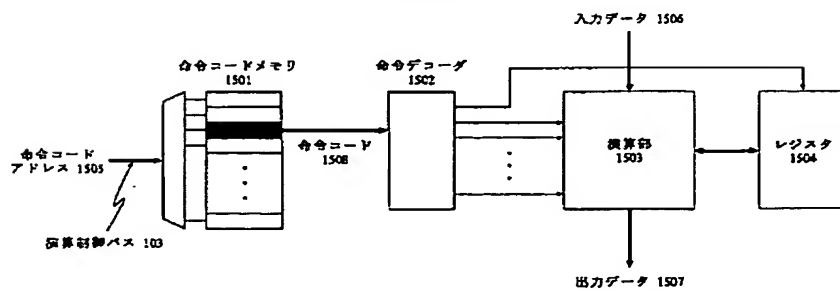 入力データ 1506
命令コードメモリ
1501
命令デコーダ
1502
命令コード
1508
演算部
1503
レジスタ
1504
命令コード
アドレス 1505
演算制御バス 103
出力データ 1507